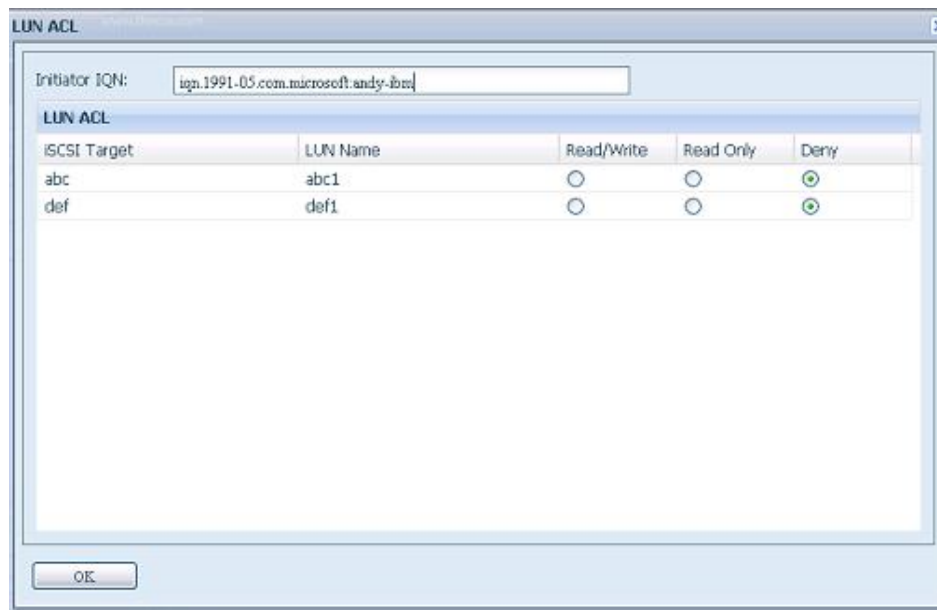 LUN ACL
Initiator IQN: iqn.1991-05.com.microsoft:andy-ibm
LUN ACL
iSCSI Target LUN Name Read/Write Read Only Deny
abc abc1
def def1
OK